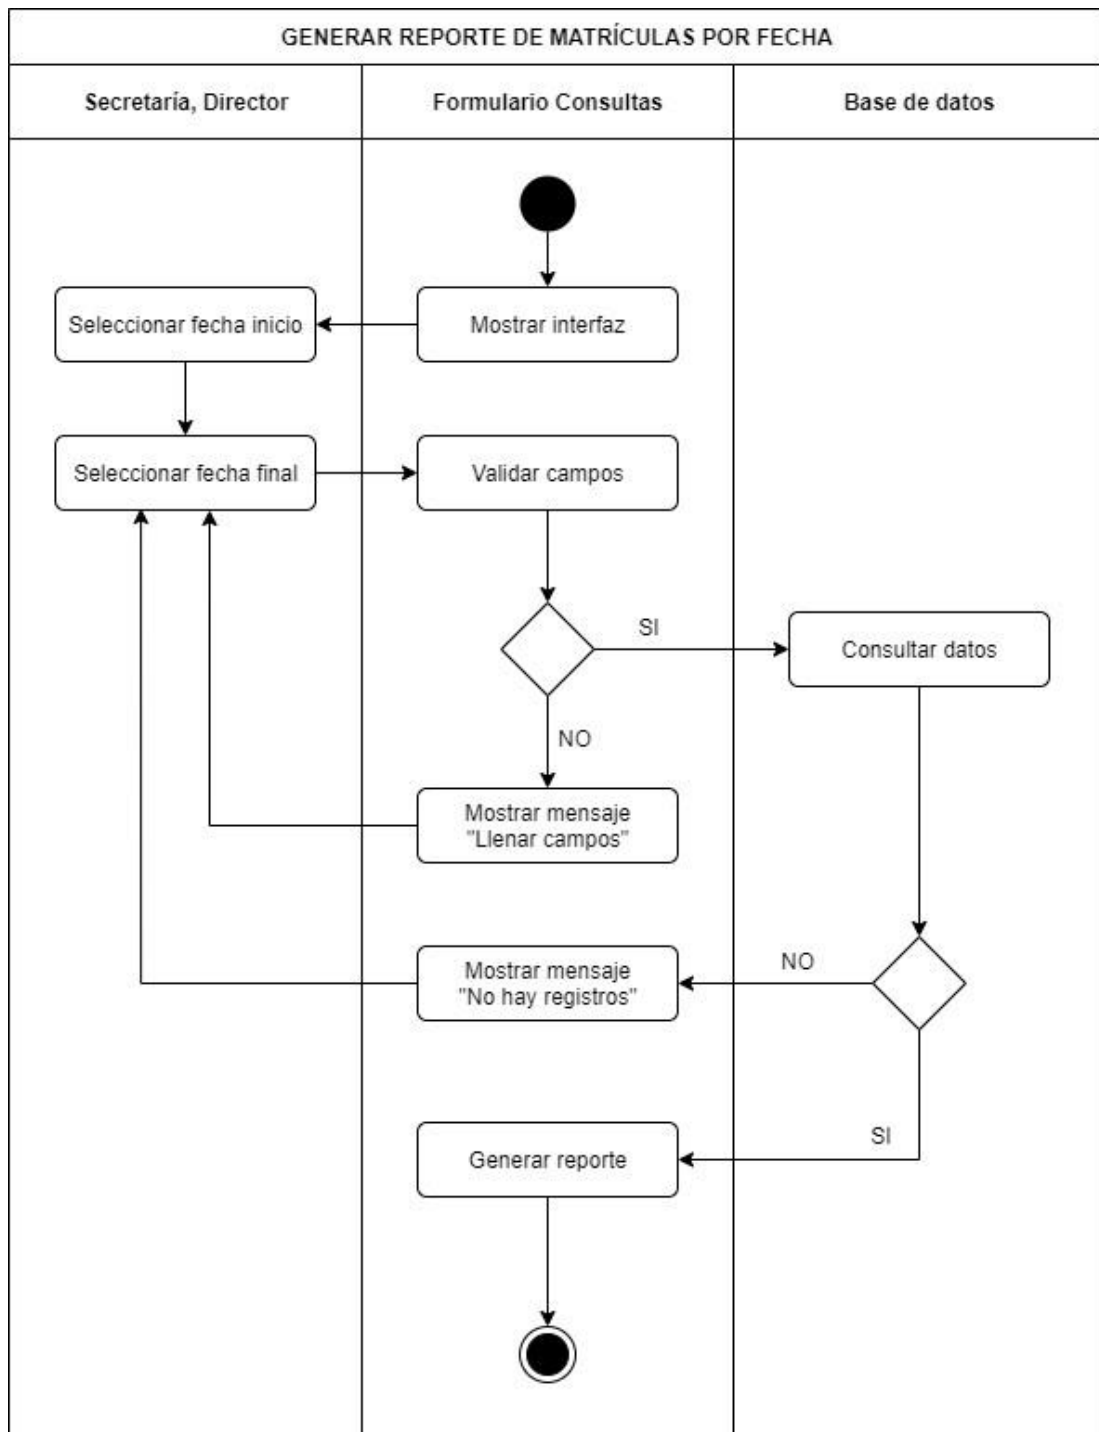 GENERAR REPORTE DE MATRÍCULAS POR FECHA
Secretaría, Director
Formulario Consultas
Base de datos
Seleccionar fecha inicio
Mostrar interfaz
Seleccionar fecha final
Validar campos
SI
Consultar datos
NO
Mostrar mensaje
"Llenar campos"
NO
Mostrar mensaje
"No hay registros"
SI
Generar reporte